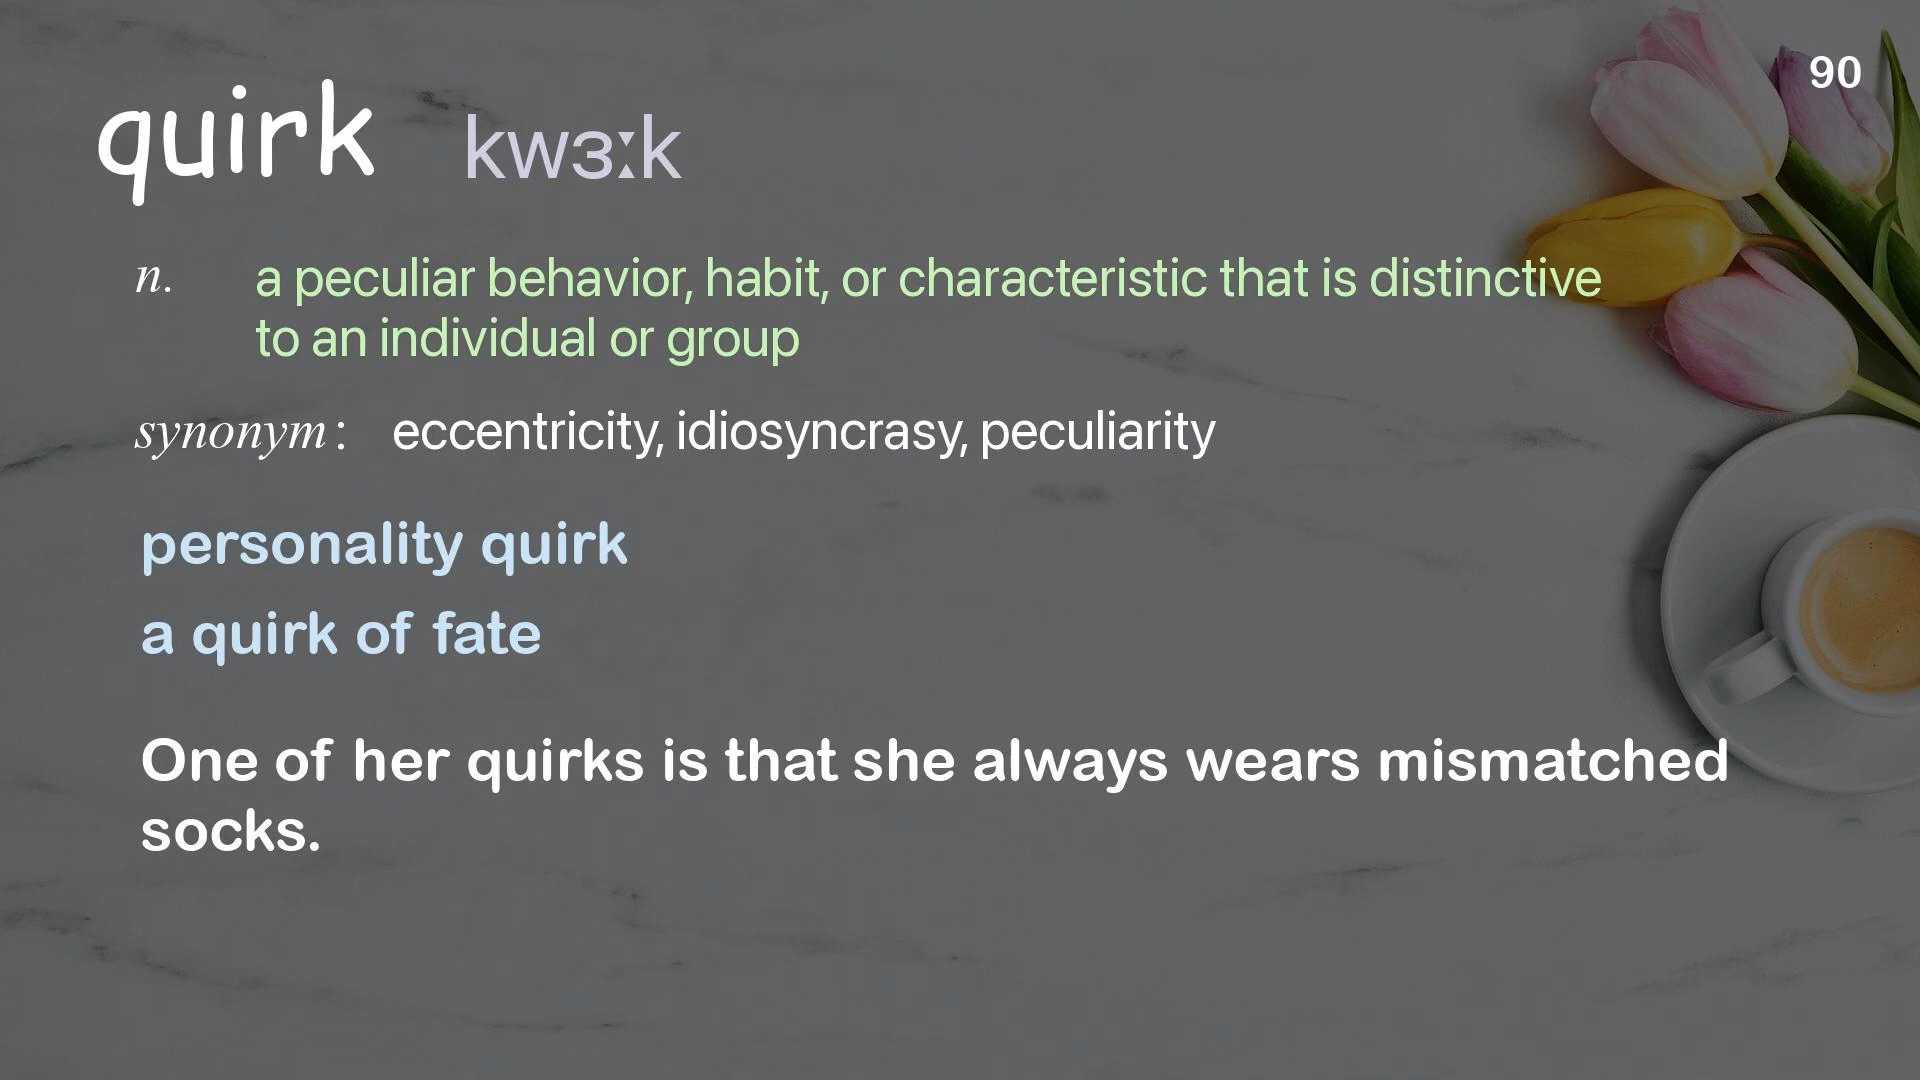 90
quirk kwɜːk
n. a peculiar behavior, habit, or characteristic that is distinctive
to an individual or group
synonym: eccentricity, idiosyncrasy, peculiarity
personality quirk
a quirk of fate
One of her quirks is that she always wears mismatched
socks.